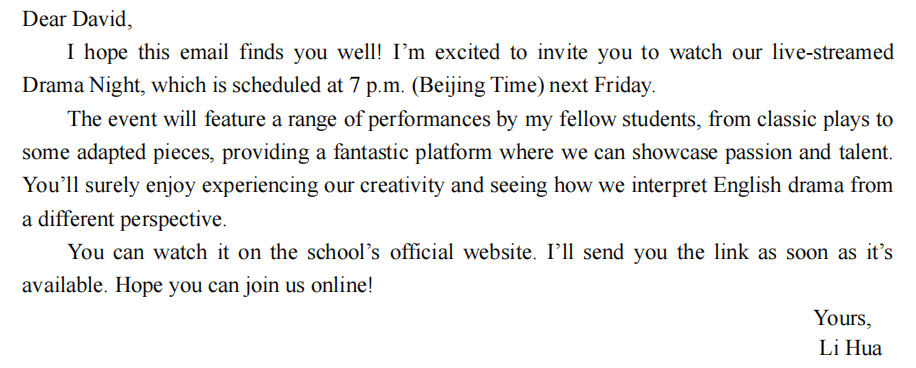 Dear David,
I hope this email finds you well! I’m excited to invite you to watch our live-streamed
Drama Night, which is scheduled at 7 p.m. (Beijing Time) next Friday.
The event will feature a range of performances by my fellow students, from classic plays to
some adapted pieces, providing a fantastic platform where we can showcase passion and talent.
You’ll surely enjoy experiencing our creativity and seeing how we interpret English drama from
a different perspective.
You can watch it on the school’s official website. I’ll send you the link as soon as it’s
available. Hope you can join us online!
Yours,
Li Hua